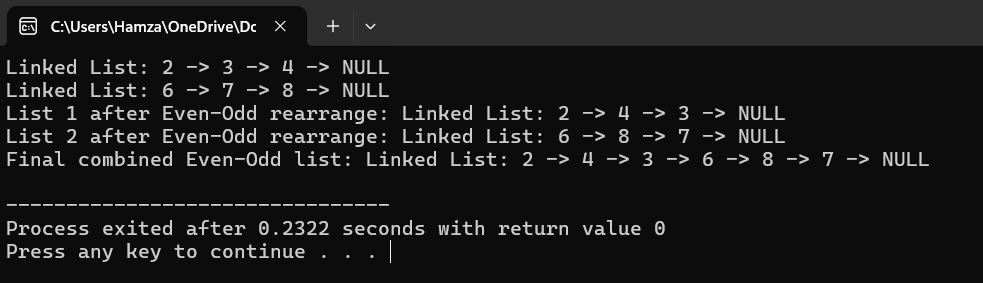 C:\Users\Hamza\OneDrive\Dc
Linked List: 2 -> 3 -> 4 -> NULL
Linked List: 6 -> 7 -> 8 -> NULL
List 1 after Even-Odd rearrange: Linked List: 2 -> 4 -> 3 -> NULL
List 2 after Even-Odd rearrange: Linked List: 6 -> 8 -> 7 -> NULL
Final combined Even-Odd list: Linked List: 2 -> 4 -> 3 -> 6 -> 8 -> 7 -> NULL
--------------------------------
Process exited after 0.2322 seconds with return value 0
Press any key to continue . . .